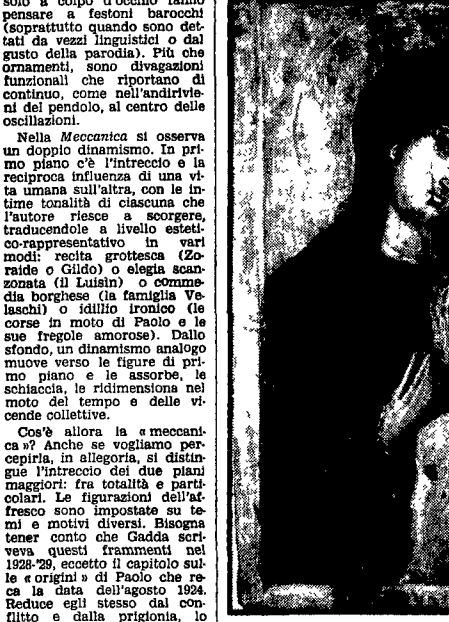 solo a colpo d'occhio fanno
pensare a festoni barocchi
(soprattutto quando sono det-
tati da vezzi linguistici o dal
gusto della parodia). Più che
ornamenti, sono divagazioni
funzionali che riportano di
continuo, come nell'andirivie-
ni del pendolo, al centro delle
oscillazioni.
Nella Meccanica si osserva
un doppio dinamismo. In pri-
mo piano c'è l'intreccio e la
reciproca influenza di una vi-
ta umana sull'altra, con le in-
time tonalità di ciascuna che
l'autore riesce a scorgere,
traducendole a livello esteti-
co-rappresentativo in vari
modi: recita grottesca (Zo-
raide o Gildo) o elegia scan-
zonata (il Luisìn) o comme-
dia borghese (la famiglia Ve-
laschi) o idillio ironico (le
corse in moto di Paolo e le
sue fregole amorose). Dallo
sfondo, un dinamismo analogo
muove verso le figure di pri-
mo piano e le assorbe, le
schiaccia, le ridimensiona nel
moto del tempo e delle vi-
cende collettive.
Cos'è allora la « meccani-
ca »? Anche se vogliamo per-
cepirla, in allegoria, si distin-
gue l'intreccio dei due piani
maggiori: fra totalità e parti-
colari. Le figurazioni dell'af-
fresco sono impostate su te-
mi e motivi diversi. Bisogna
tener conto che Gadda scri-
veva questi frammenti nel
1928-'29, eccetto il capitolo sul-
le « origini » di Paolo che re-
ca la data dell'agosto 1924.
Reduce egli stesso dal con-
flitto e dalla prigionia, lo